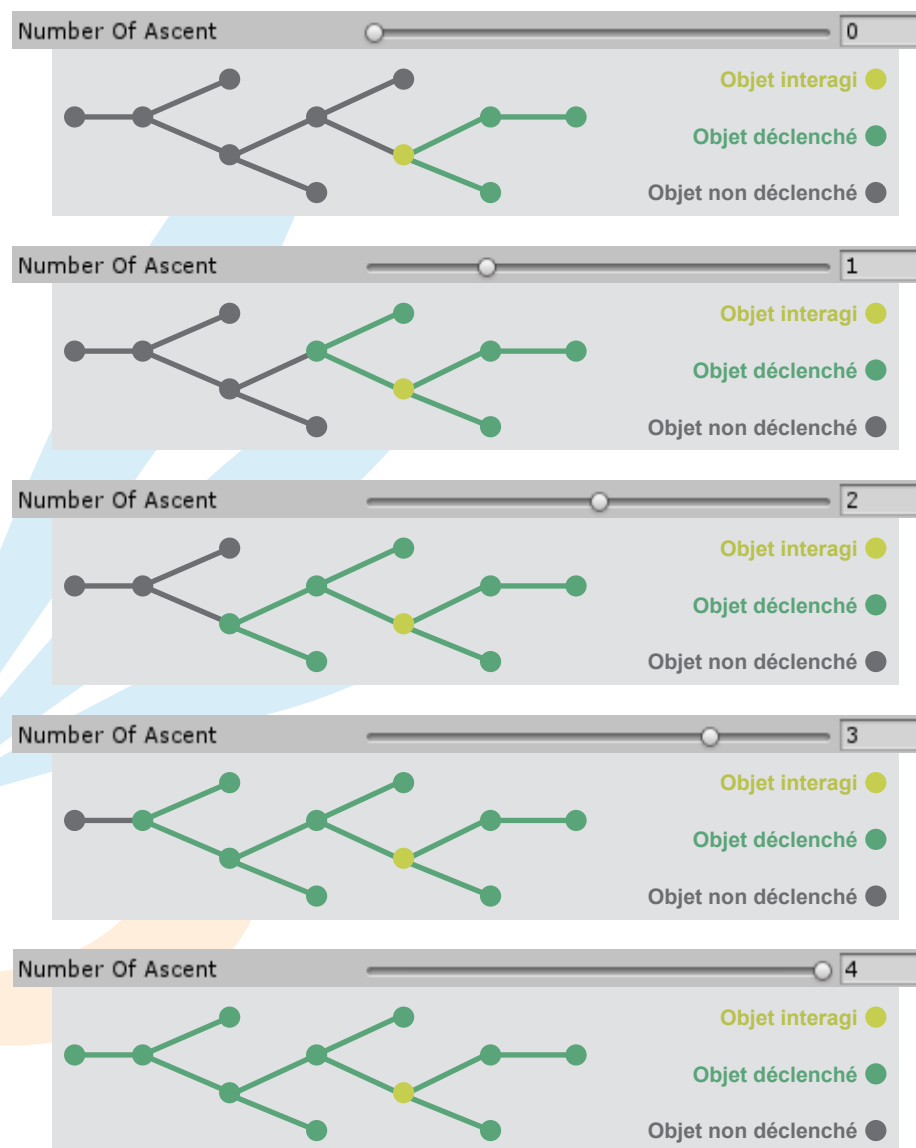 Number Of Ascent 0
Objet interagi
Objet déclenché
Objet non déclenché
Number Of Ascent 1
Objet interagi
Objet déclenché
Objet non déclenché
Number Of Ascent 2
Objet interagi
Objet déclenché
Objet non déclenché
Number Of Ascent 3
Objet interagi
Objet déclenché
Objet non déclenché
Number Of Ascent 4
Objet interagi
Objet déclenché
Objet non déclenché